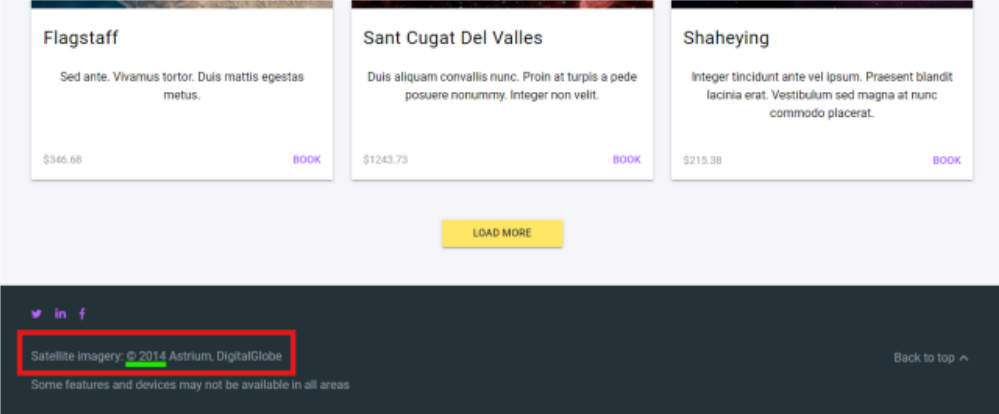 Flagstaff
Sed ante. Vivamus tortor. Duis mattis egestas
metus.
$346.68
BOOK
Sant Cugat Del Valles
Duis aliquam convallis nunc. Proin at turpis a pede
posuere nonummy. Integer non velit.
$1243.73
BOOK
Shaheying
Integer tincidunt ante vel ipsum. Praesent blandit
lacinia erat. Vestibulum sed magna at nunc
commodo placerat.
$215.38
BOOK
LOAD MORE
Satellite imagery: © 2014 Astrium, DigitalGlobe
Back to top
Some features and devices may not be available in all areas